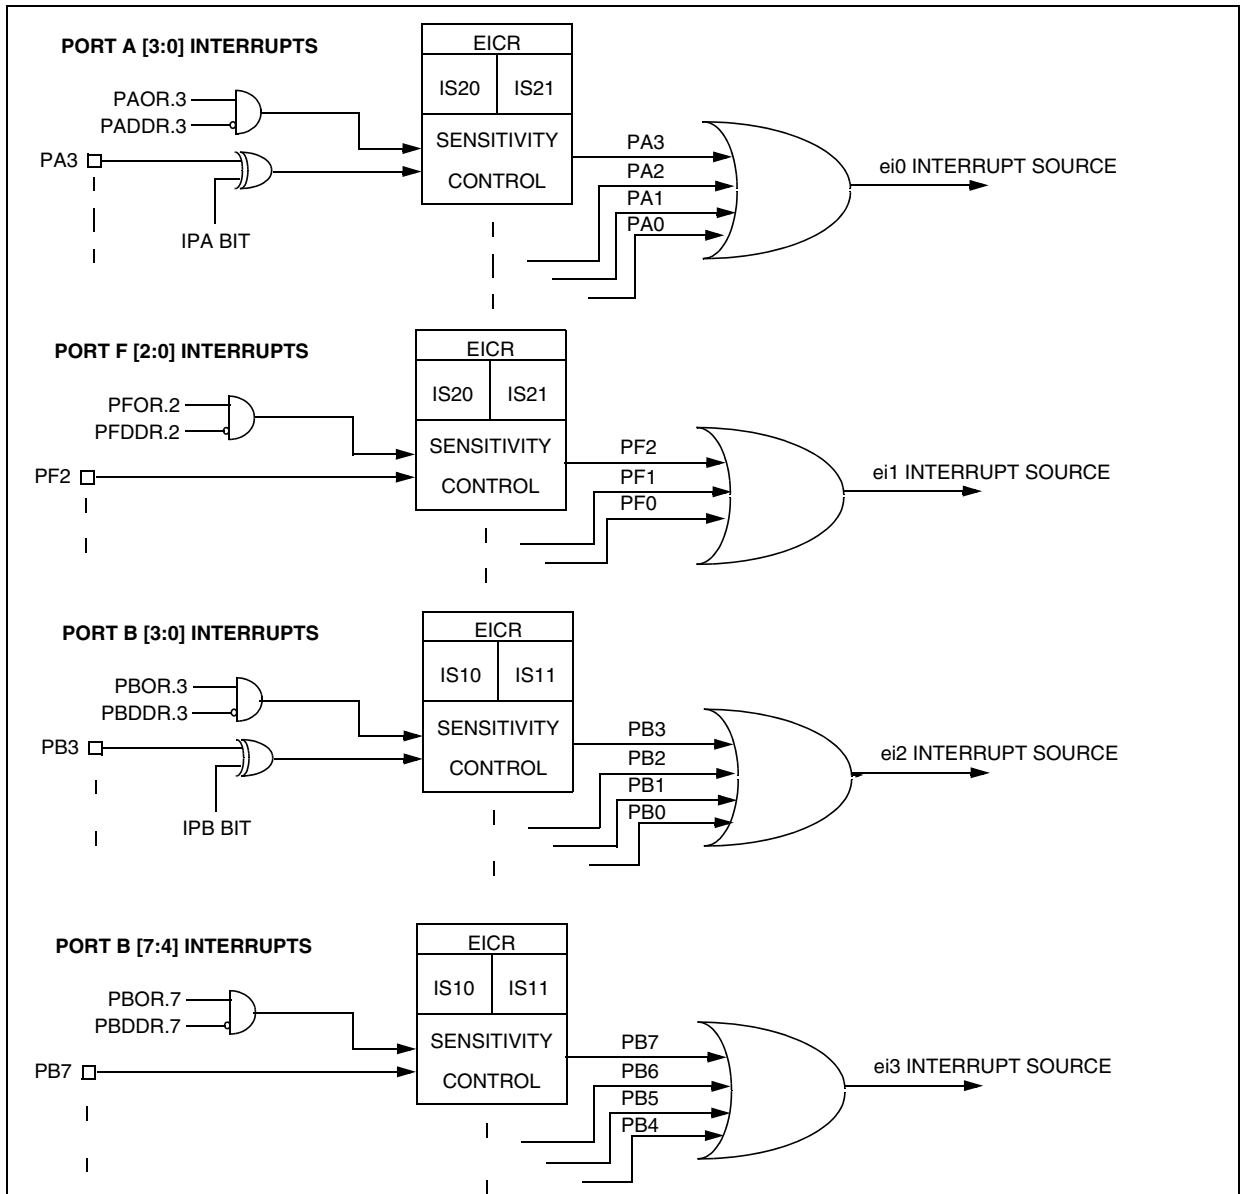 PORT A [3:0] INTERRUPTS
EICR
IS20 IS21
PAOR.3
PADDR.3
SENSITIVITY
CONTROL
PA3
IPA BIT
PA3
PA2
PA1
PA0
ei0 INTERRUPT SOURCE
PORT F [2:0] INTERRUPTS
EICR
IS20 IS21
PFOR.2
PFDDR.2
SENSITIVITY
CONTROL
PF2
PF2
PF1
PF0
ei1 INTERRUPT SOURCE
PORT B [3:0] INTERRUPTS
EICR
IS10 IS11
PBOR.3
PBDDR.3
SENSITIVITY
CONTROL
PB3
IPB BIT
PB3
PB2
PB1
PB0
ei2 INTERRUPT SOURCE
PORT B [7:4] INTERRUPTS
EICR
IS10 IS11
PBOR.7
PBDDR.7
SENSITIVITY
CONTROL
PB7
PB7
PB6
PB5
PB4
ei3 INTERRUPT SOURCE